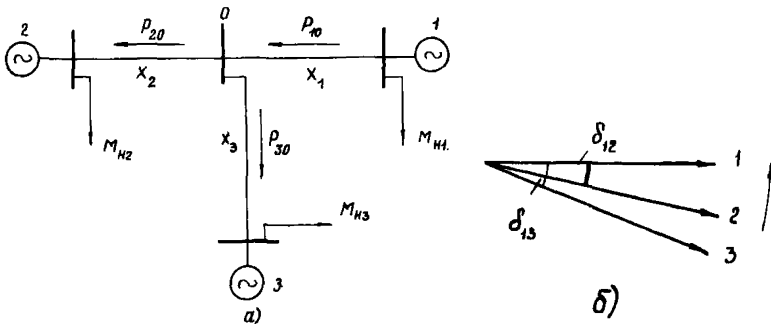 2
P₂₀
0
P₁₀
1
X₂
X₁
Mн2
X₃
P₃₀
Mн1.
Mн3
3
а)
δ₁₂
1
δ₁₃
2
3
б)